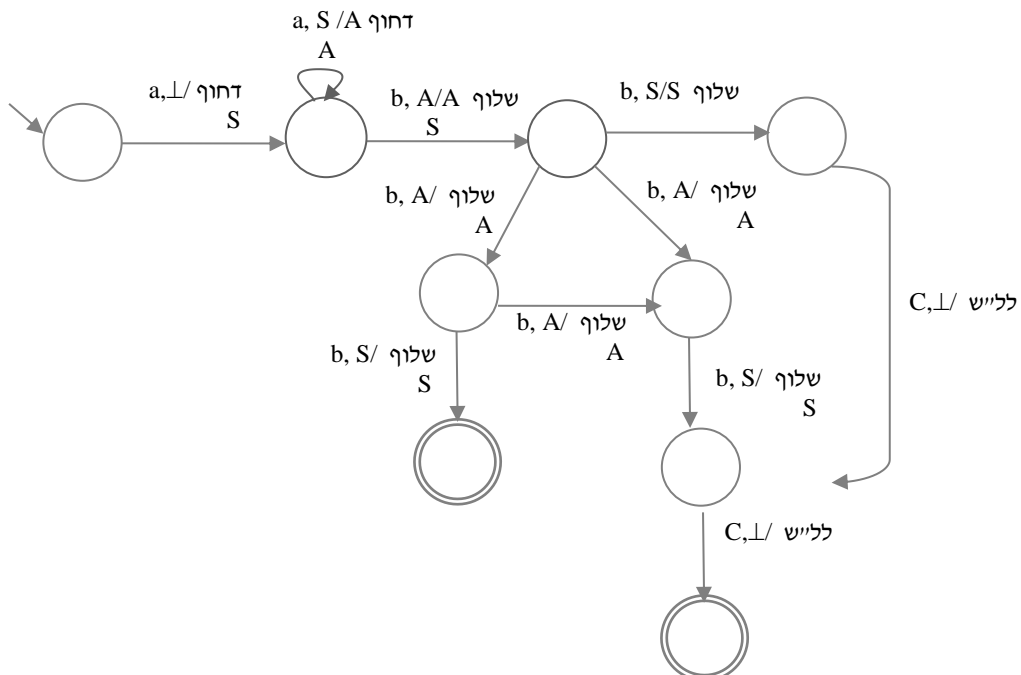 a, S /A דחוף
A
a,⊥/ דחוף
S
b, A/A שלוף
S
b, S/S שלוף
b, A/ שלוף
A
b, A/ שלוף
A
C,⊥/ ללי״ש
b, A/ שלוף
A
b, S/ שלוף
S
b, S/ שלוף
S
C,⊥/ ללי״ש